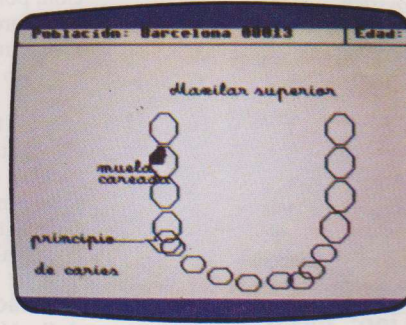 Población: Barcelona 08013 Edad:
Maxilar superior
muela
careada
principio
de caries